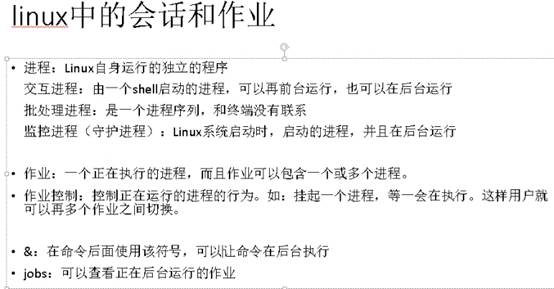 linux中的会话和作业
进程：Linux自身运行的独立的程序
交互进程：由一个shell启动的进程，可以再前台运行，也可以在后台运行
批处理进程：是一个进程序列，和终端没有联系
监控进程（守护进程）：Linux系统启动时，启动的进程，并且在后台运行
作业：一个正在执行的进程，而且作业可以包含一个或多个进程。
作业控制：控制正在运行的进程的行为。如：挂起一个进程，等一会在执行。这样用户就
可以再多个作业之间切换。
&：在命令后面使用该符号，可以让命令在后台执行
jobs：可以查看正在后台运行的作业